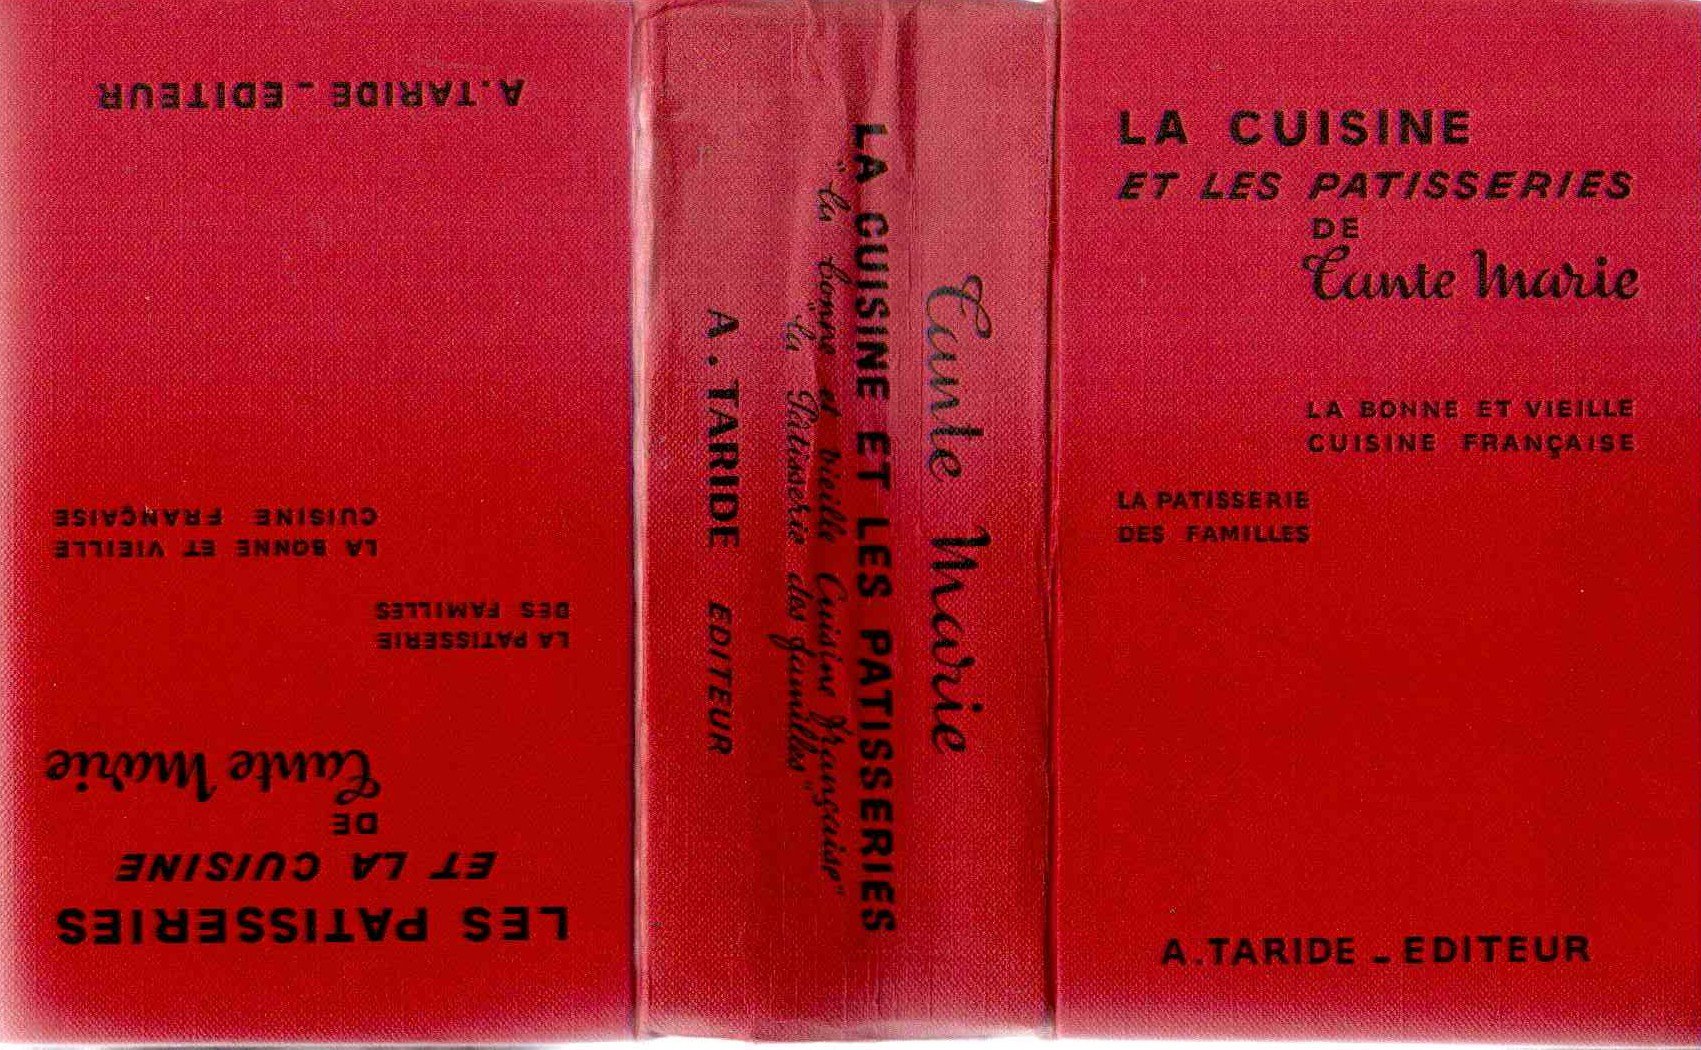 A.TARIDE - EDITEUR
LES PATISSERIES
ET LA CUISINE
DE
Tante Marie
LA PATISSERIE
DES FAMILLES
LA BONNE ET VIEILLE
CUISINE FRANÇAISE
Tante Marie
LA CUISINE ET LES PATISSERIES
"la bonne et vieille Cuisine Française"
"la Pâtisserie des familles"
A.TARIDE EDITEUR
LA CUISINE
ET LES PATISSERIES
DE
Tante Marie
LA BONNE ET VIEILLE
CUISINE FRANÇAISE
LA PATISSERIE
DES FAMILLES
A.TARIDE - EDITEUR